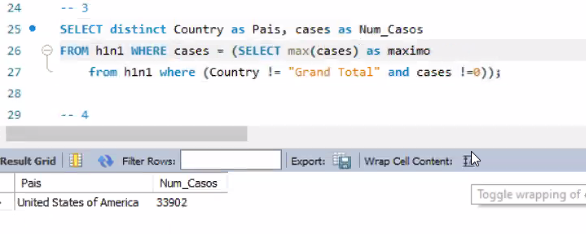 24 -- 3
25 SELECT distinct Country as Pais, cases as Num_Casos
26 FROM h1n1 WHERE cases = (SELECT max(cases) as maximo
27 from h1n1 where (Country != "Grand Total" and cases !=0));
28
29 -- 4
Result Grid Filter Rows: Export: Wrap Cell Content:
Pais Num_Casos
United States of America 33902
Toggle wrapping of